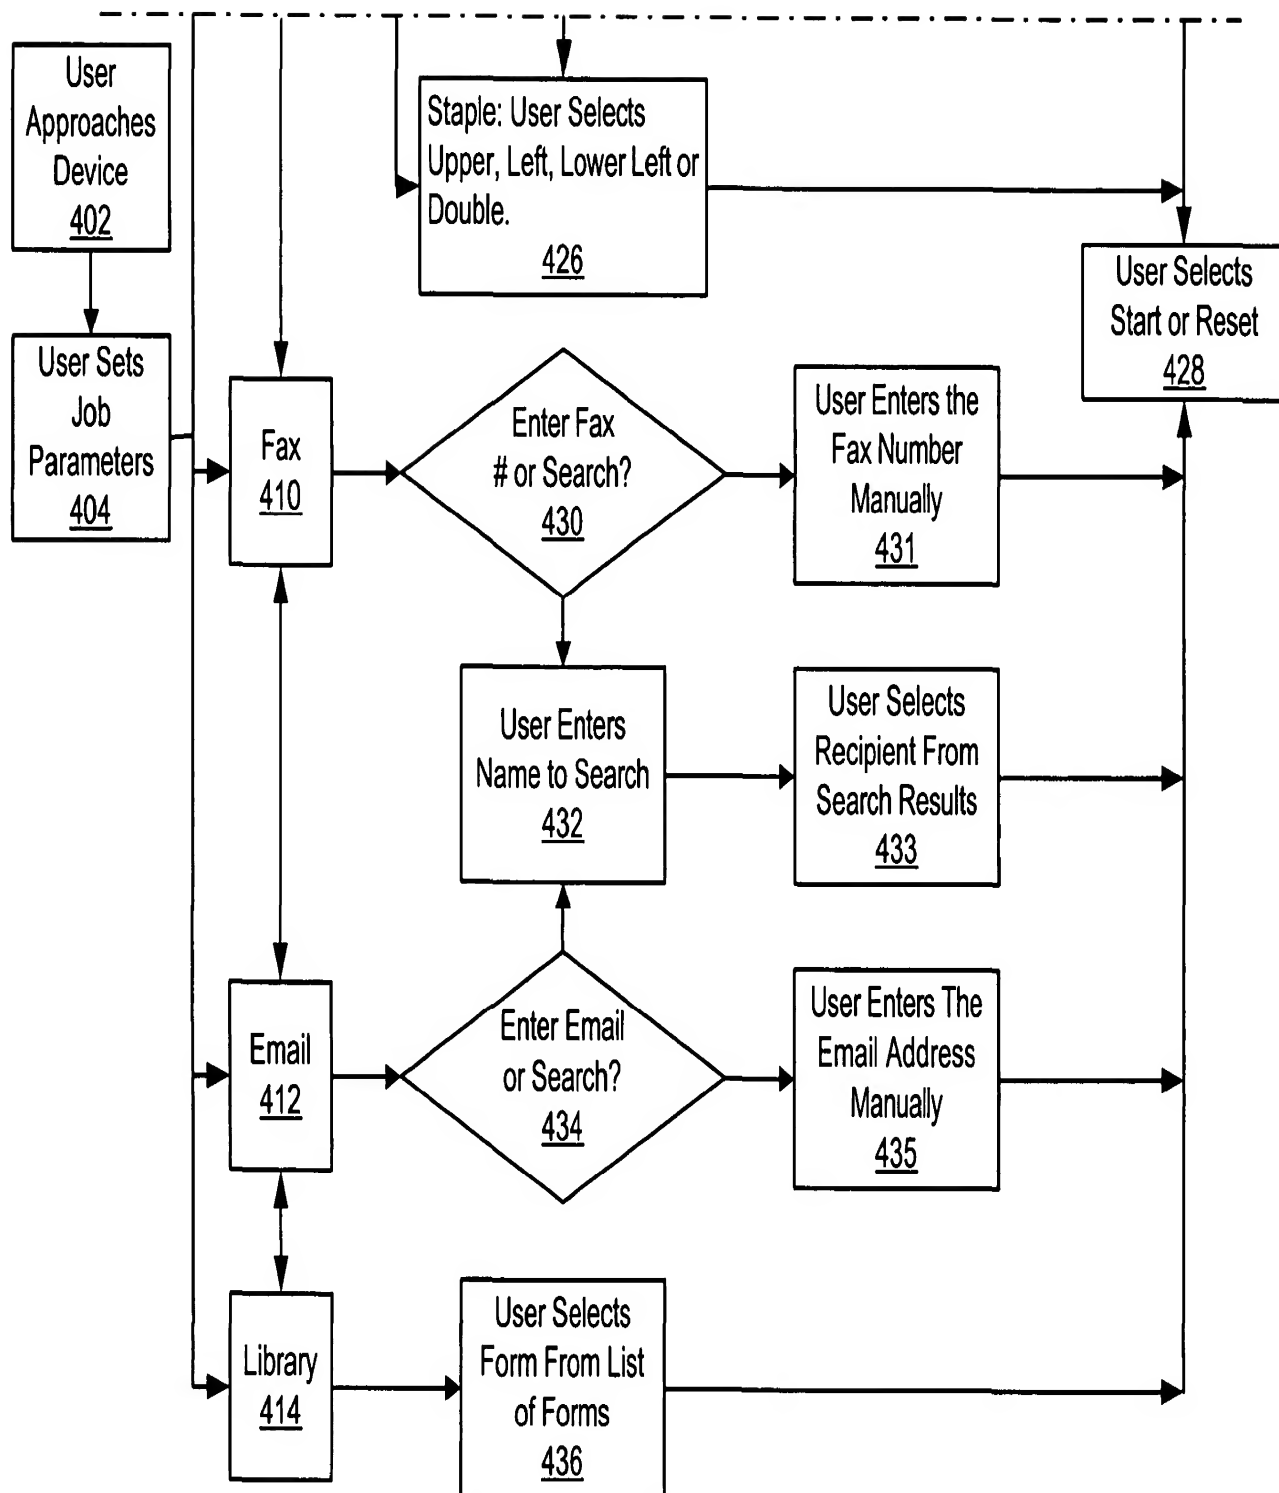 User
Approaches
Device
402
User Sets
Job
Parameters
404
Staple: User Selects
Upper, Left, Lower Left or
Double.
426
User Selects
Start or Reset
428
Fax
410
Enter Fax
# or Search?
430
User Enters the
Fax Number
Manually
431
User Enters
Name to Search
432
User Selects
Recipient From
Search Results
433
Email
412
Enter Email
or Search?
434
User Enters The
Email Address
Manually
435
Library
414
User Selects
Form From List
of Forms
436